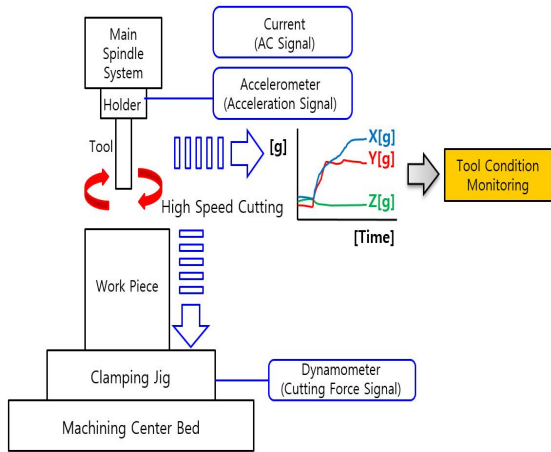 Main
Spindle
System
Current
(AC Signal)
Holder
Accelerometer
(Acceleration Signal)
Tool
[g]
X[g]
Y[g]
Z[g]
[Time]
Tool Condition
Monitoring
High Speed Cutting
Work Piece
Clamping Jig
Dynamometer
(Cutting Force Signal)
Machining Center Bed